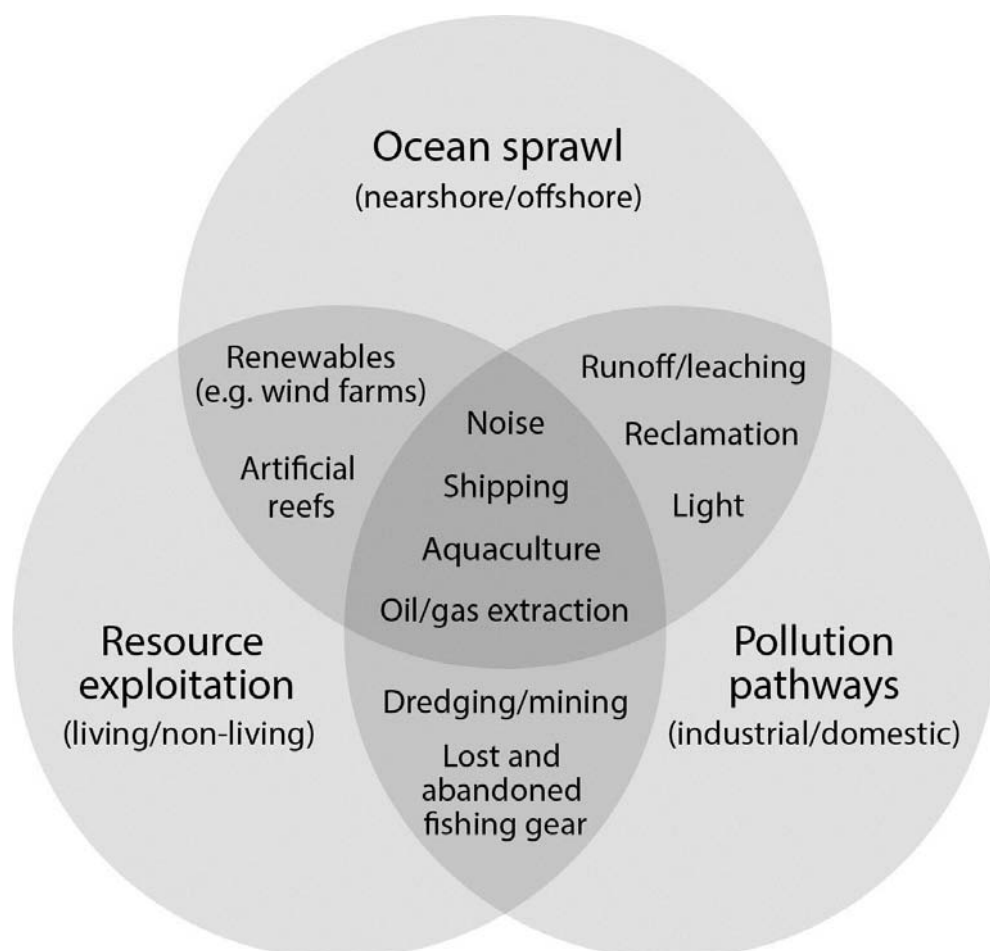 Ocean sprawl
(nearshore/offshore)
Renewables
(e.g. wind farms)
Artificial
reefs
Runoff/leaching
Reclamation
Light
Noise
Shipping
Aquaculture
Oil/gas extraction
Resource
exploitation
(living/non-living)
Pollution
pathways
(industrial/domestic)
Dredging/mining
Lost and
abandoned
fishing gear